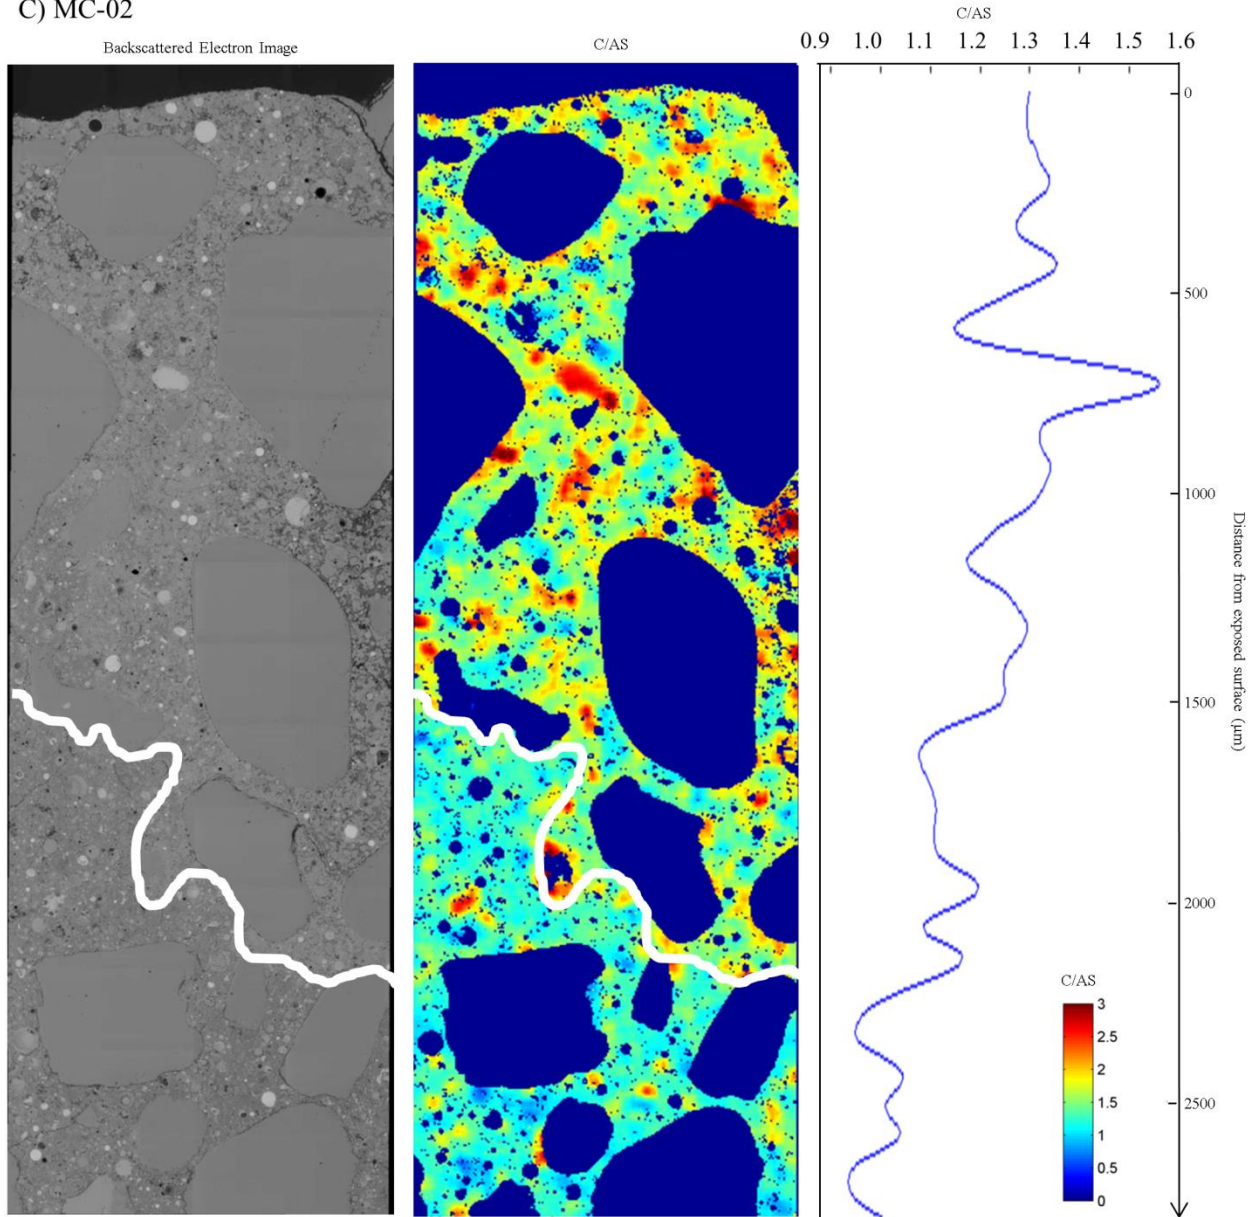 C) MC-02
Backscattered Electron Image
C/AS
C/AS
0.9 1.0 1.1 1.2 1.3 1.4 1.5 1.6
0
500
1000
1500
2000
2500
Distance from exposed surface (μm)
C/AS
3
2.5
2
1.5
1
0.5
0